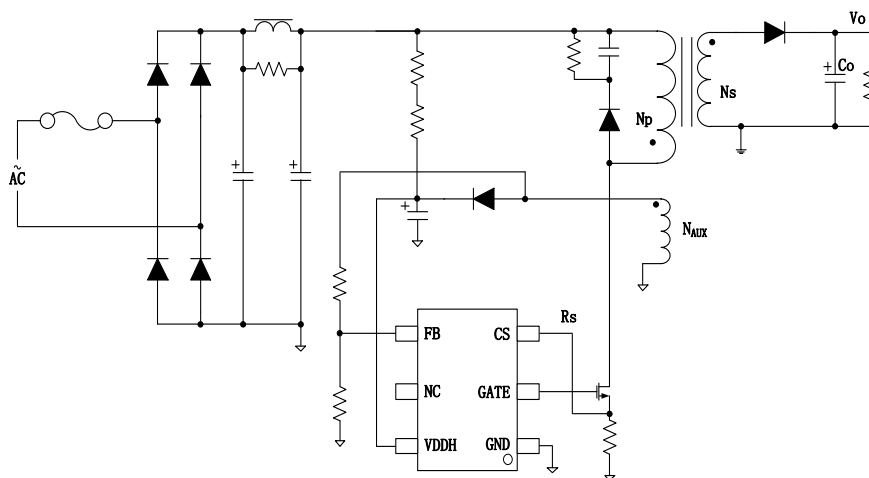 Vo
Co
Ns
Np
~
AC
NAUX
Rs
FB
CS
NC
GATE
VDDH
GND